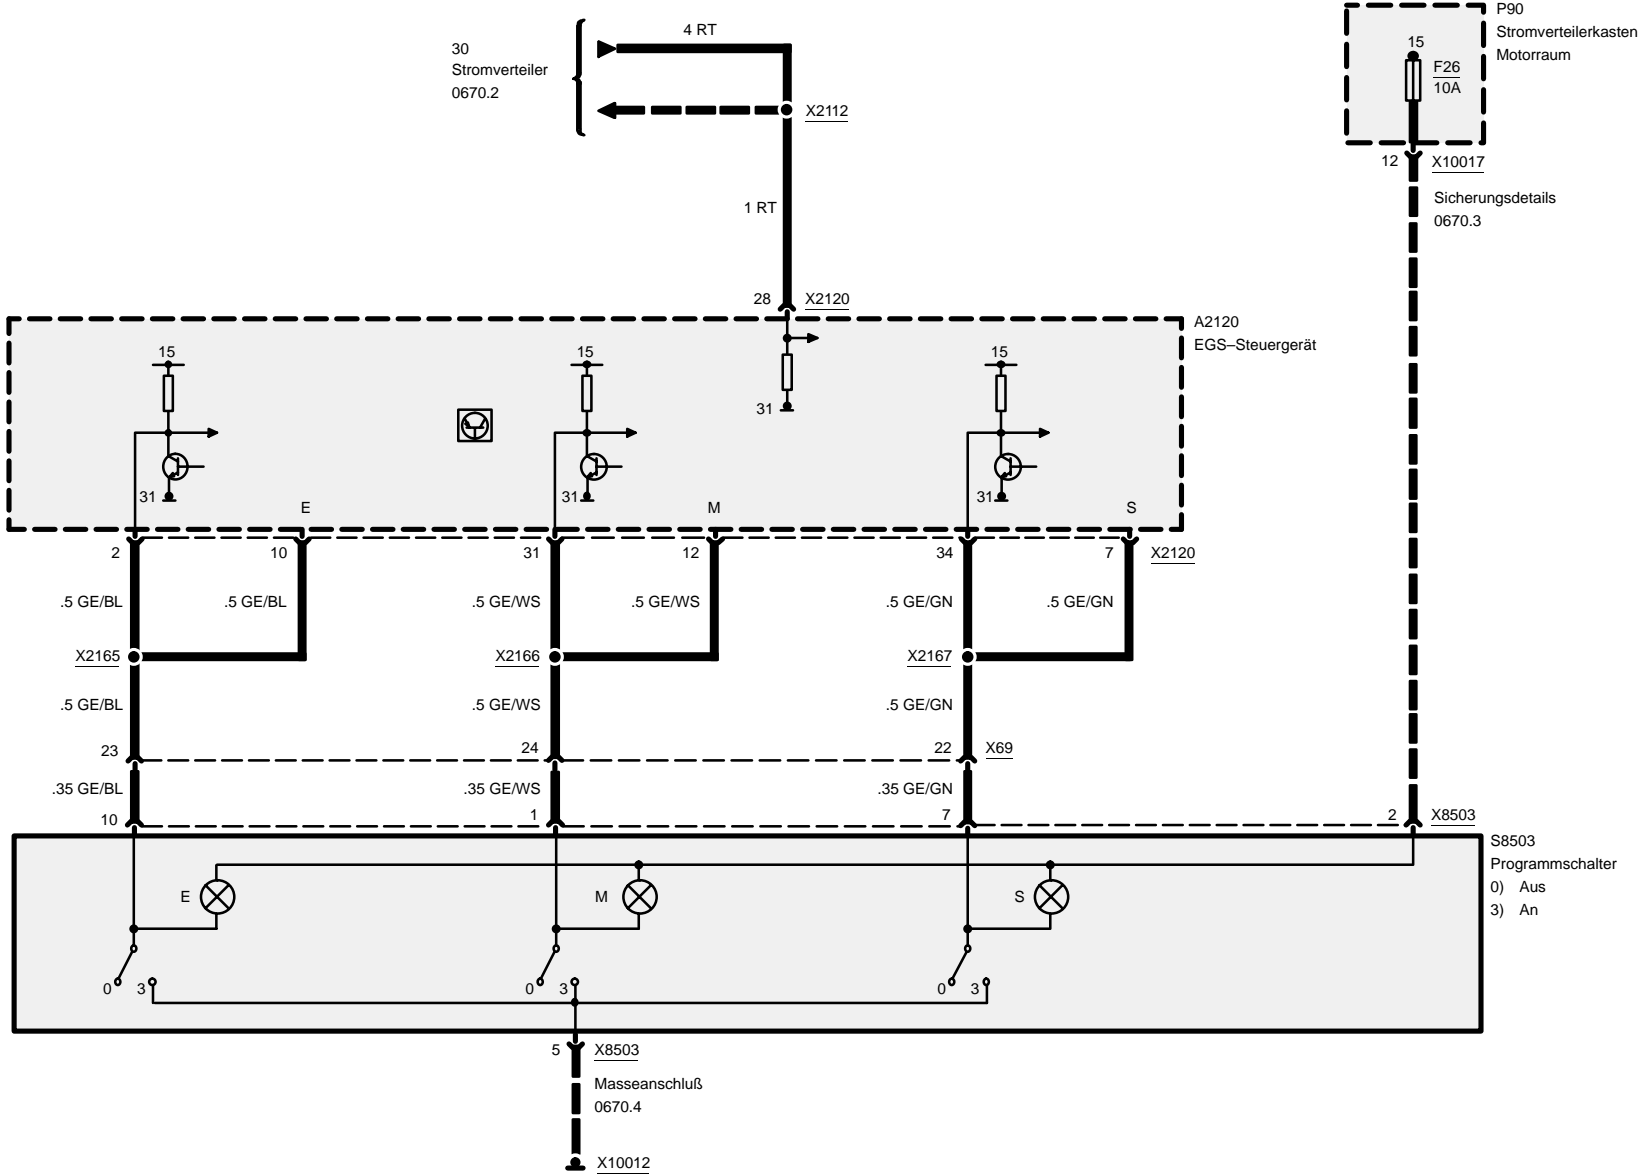 P90
Stromverteilerkasten
Motorraum
15
F26
10A
12
X10017
Sicherungsdetails
0670.3
30
Stromverteiler
0670.2
4 RT
X2112
1 RT
28
X2120
A2120
EGS–Steuergerät
15
15
15
31
31
31
31
E
M
S
2
10
31
12
34
7
X2120
.5 GE/BL
.5 GE/BL
.5 GE/WS
.5 GE/WS
.5 GE/GN
.5 GE/GN
X2165
X2166
X2167
.5 GE/BL
.5 GE/WS
.5 GE/GN
23
24
22
X69
.35 GE/BL
.35 GE/WS
.35 GE/GN
10
1
7
2
X8503
S8503
Programmschalter
0) Aus
3) An
E
M
S
0
3
0
3
0
3
5
X8503
Masseanschluß
0670.4
X10012